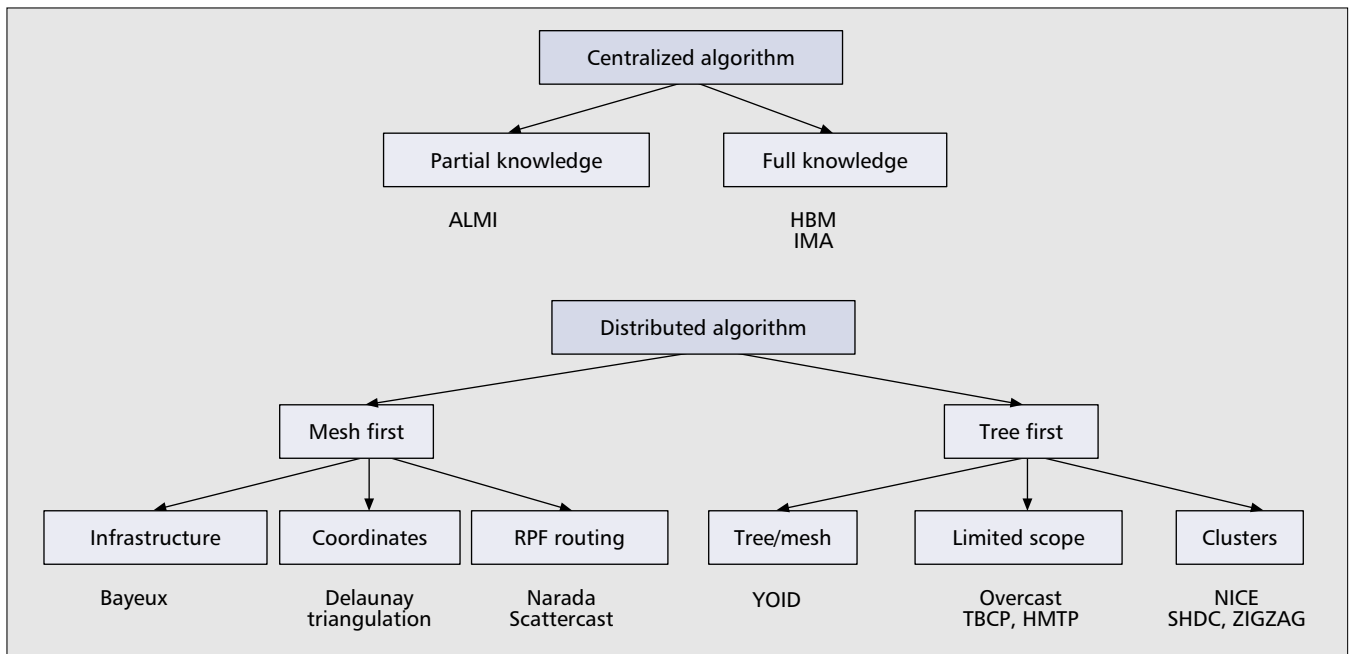 Centralized algorithm
Partial knowledge
Full knowledge
ALMI
HBM
IMA
Distributed algorithm
Mesh first
Tree first
Infrastructure
Coordinates
RPF routing
Tree/mesh
Limited scope
Clusters
Bayeux
Delaunay
triangulation
Narada
Scattercast
YOID
Overcast
TBCP, HMTP
NICE
SHDC, ZIGZAG